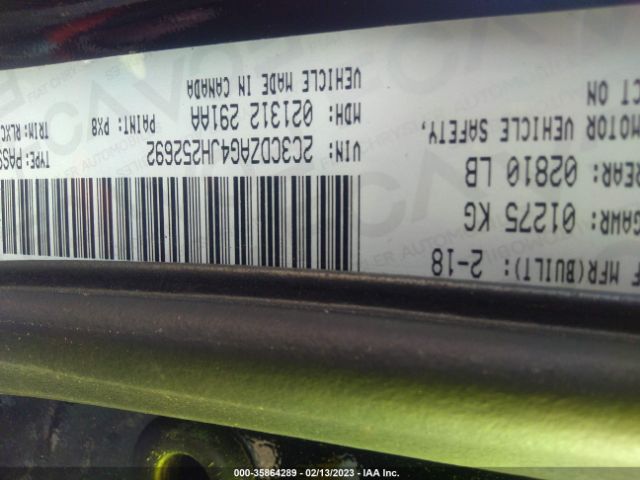 F MFR(BUILT): 2-18
GAWR: 01275 KG
REAR: 02810 LB
MOTOR VEHICLE SAFETY,
CT ON
VIN: 2C3CDZAG4JH252692 TYPE: PAS
MDH: 021312 291AA PAINT: PX8 TRIM: RLXC
VEHICLE MADE IN CANADA
000-35864289 - 02/13/2023 - IAA Inc.